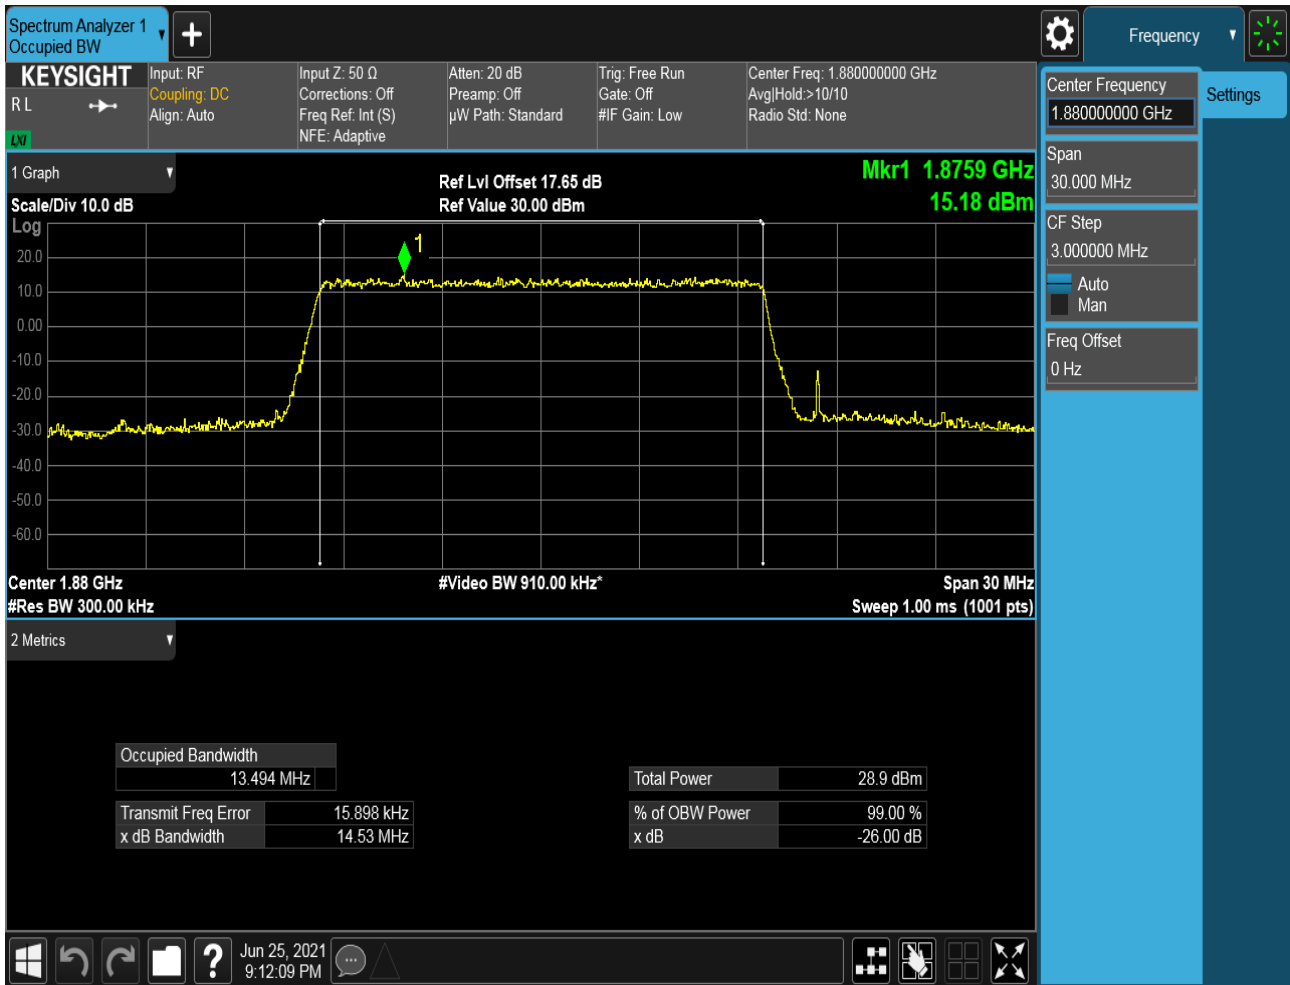 Spectrum Analyzer 1
Occupied BW
+
Frequency
KEYSIGHT
R L
LXI
Input: RF
Coupling: DC
Align: Auto
Input Z: 50 Ω
Corrections: Off
Freq Ref: Int (S)
NFE: Adaptive
Atten: 20 dB
Preamp: Off
µW Path: Standard
Trig: Free Run
Gate: Off
#IF Gain: Low
Center Freq: 1.880000000 GHz
Avg|Hold:>10/10
Radio Std: None
Center Frequency
1.880000000 GHz
Settings
Span
30.000 MHz
CF Step
3.000000 MHz
Auto
Man
Freq Offset
0 Hz
1 Graph
Scale/Div 10.0 dB
Ref Lvl Offset 17.65 dB
Ref Value 30.00 dBm
Mkr1 1.8759 GHz
15.18 dBm
Log
1
20.0
10.0
0.00
-10.0
-20.0
-30.0
-40.0
-50.0
-60.0
Center 1.88 GHz
#Video BW 910.00 kHz*
Span 30 MHz
#Res BW 300.00 kHz
Sweep 1.00 ms (1001 pts)
2 Metrics
Occupied Bandwidth
13.494 MHz
Total Power 28.9 dBm
Transmit Freq Error 15.898 kHz
% of OBW Power 99.00 %
x dB Bandwidth 14.53 MHz
x dB -26.00 dB
?
Jun 25, 2021
9:12:09 PM